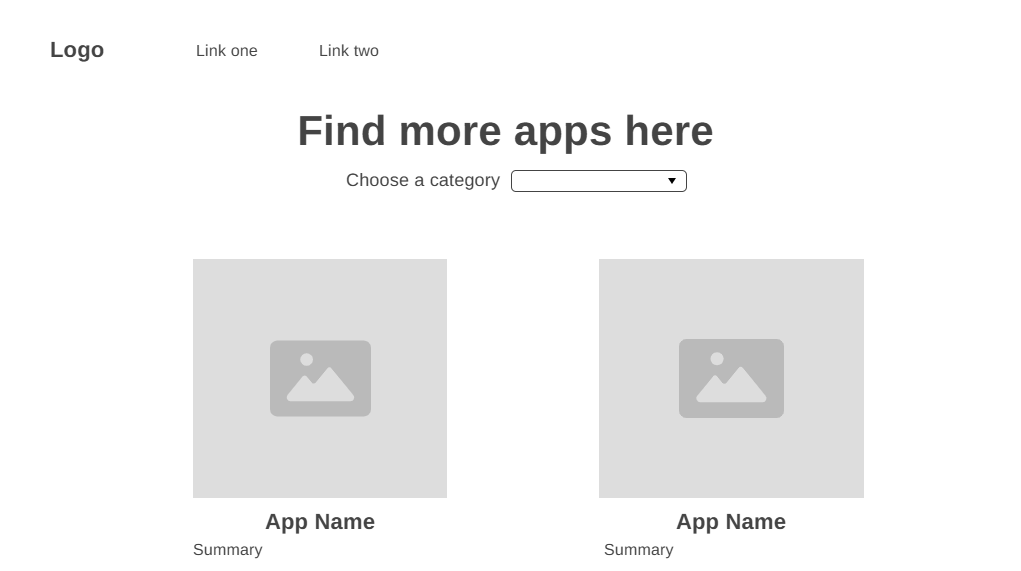 Logo
Link one
Link two
Find more apps here
Choose a category
App Name
Summary
App Name
Summary